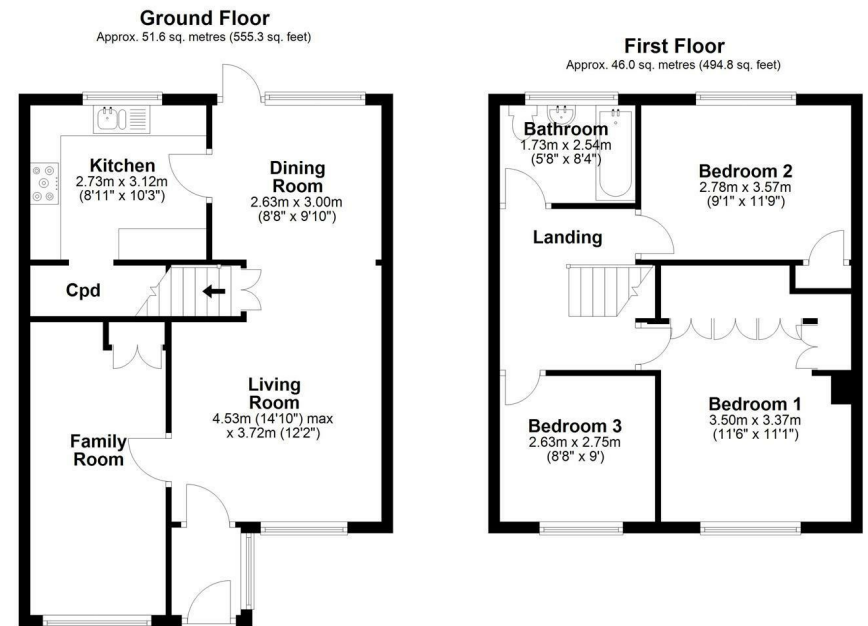 Ground Floor
Approx. 51.6 sq. metres (555.3 sq. feet)
Kitchen
2.73m x 3.12m
(8'11" x 10'3")
Dining
Room
2.63m x 3.00m
(8'8" x 9'10")
Cpd
Living
Room
4.53m (14'10") max
x 3.72m (12'2")
Family
Room
First Floor
Approx. 46.0 sq. metres (494.8 sq. feet)
Bathroom
1.73m x 2.54m
(5'8" x 8'4")
Bedroom 2
2.78m x 3.57m
(9'1" x 11'9")
Landing
Bedroom 3
2.63m x 2.75m
(8'8" x 9')
Bedroom 1
3.50m x 3.37m
(11'6" x 11'1")